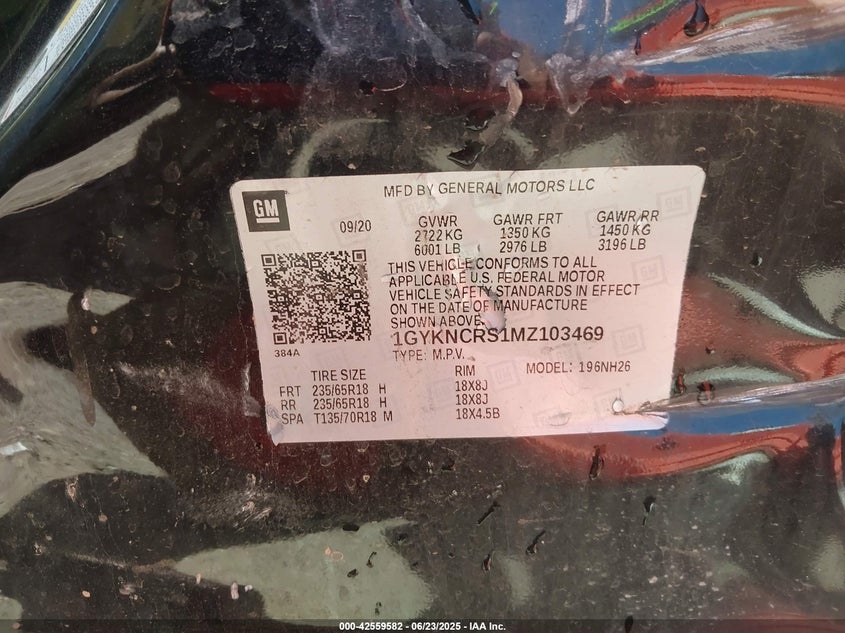 MFD BY GENERAL MOTORS LLC
GM
09/20 GVWR GAWR FRT GAWR RR
2722 KG 1350 KG 1450 KG
6001 LB 2976 LB 3196 LB
THIS VEHICLE CONFORMS TO ALL
APPLICABLE U.S. FEDERAL MOTOR
VEHICLE SAFETY STANDARDS IN EFFECT
ON THE DATE OF MANUFACTURE
SHOWN ABOVE.
1GYKNCRS1MZ103469
384A
TYPE: M.P.V. MODEL: 196NH26
TIRE SIZE RIM
FRT 235/65R18 H 18X8J
RR 235/65R18 H 18X8J
SPA T135/70R18 M 18X4.5B
000-42559582 - 06/23/2025 - IAA Inc.